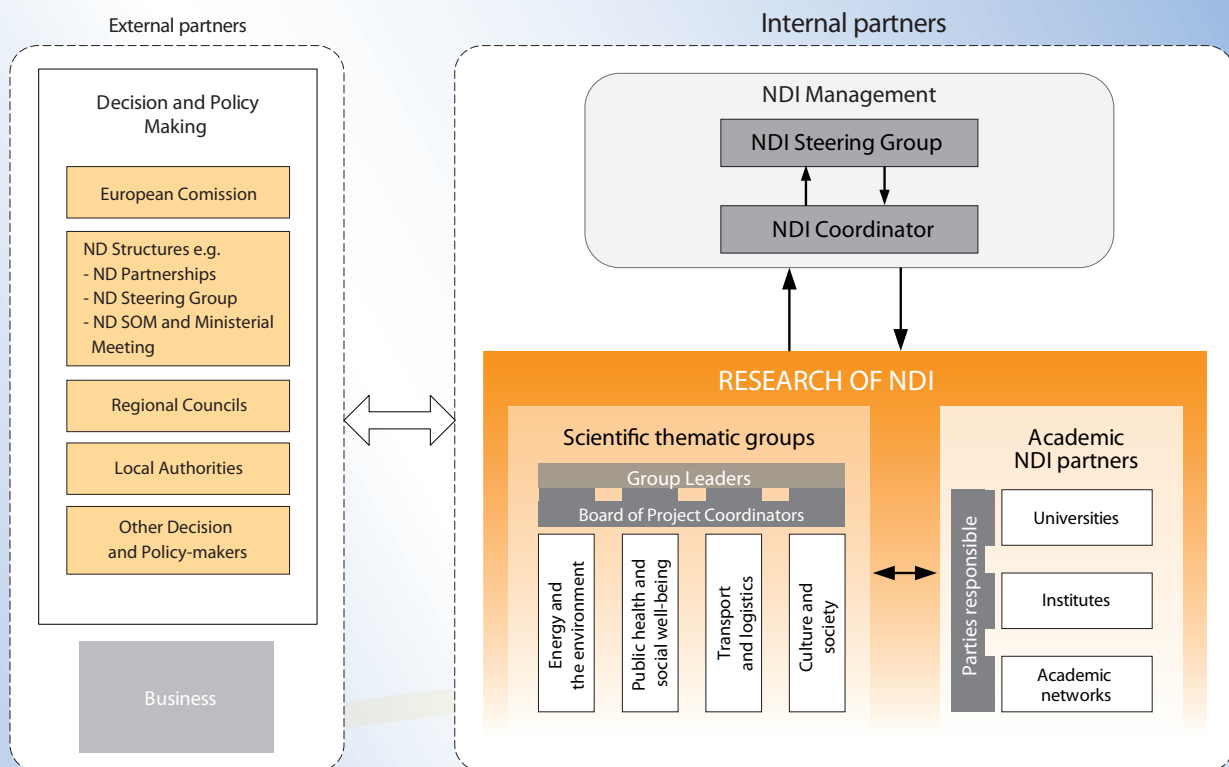 External partners
Decision and Policy
Making
European Comission
ND Structures e.g.
- ND Partnerships
- ND Steering Group
- ND SOM and Ministerial
Meeting
Regional Councils
Local Authorities
Other Decision
and Policy-makers
Business
Internal partners
NDI Management
NDI Steering Group
NDI Coordinator
RESEARCH OF NDI
Scientific thematic groups
Group Leaders
Board of Project Coordinators
Energy and
the environment
Public health and
social well-being
Transport
and logistics
Culture and
society
Academic
NDI partners
Parties responsible
Universities
Institutes
Academic
networks